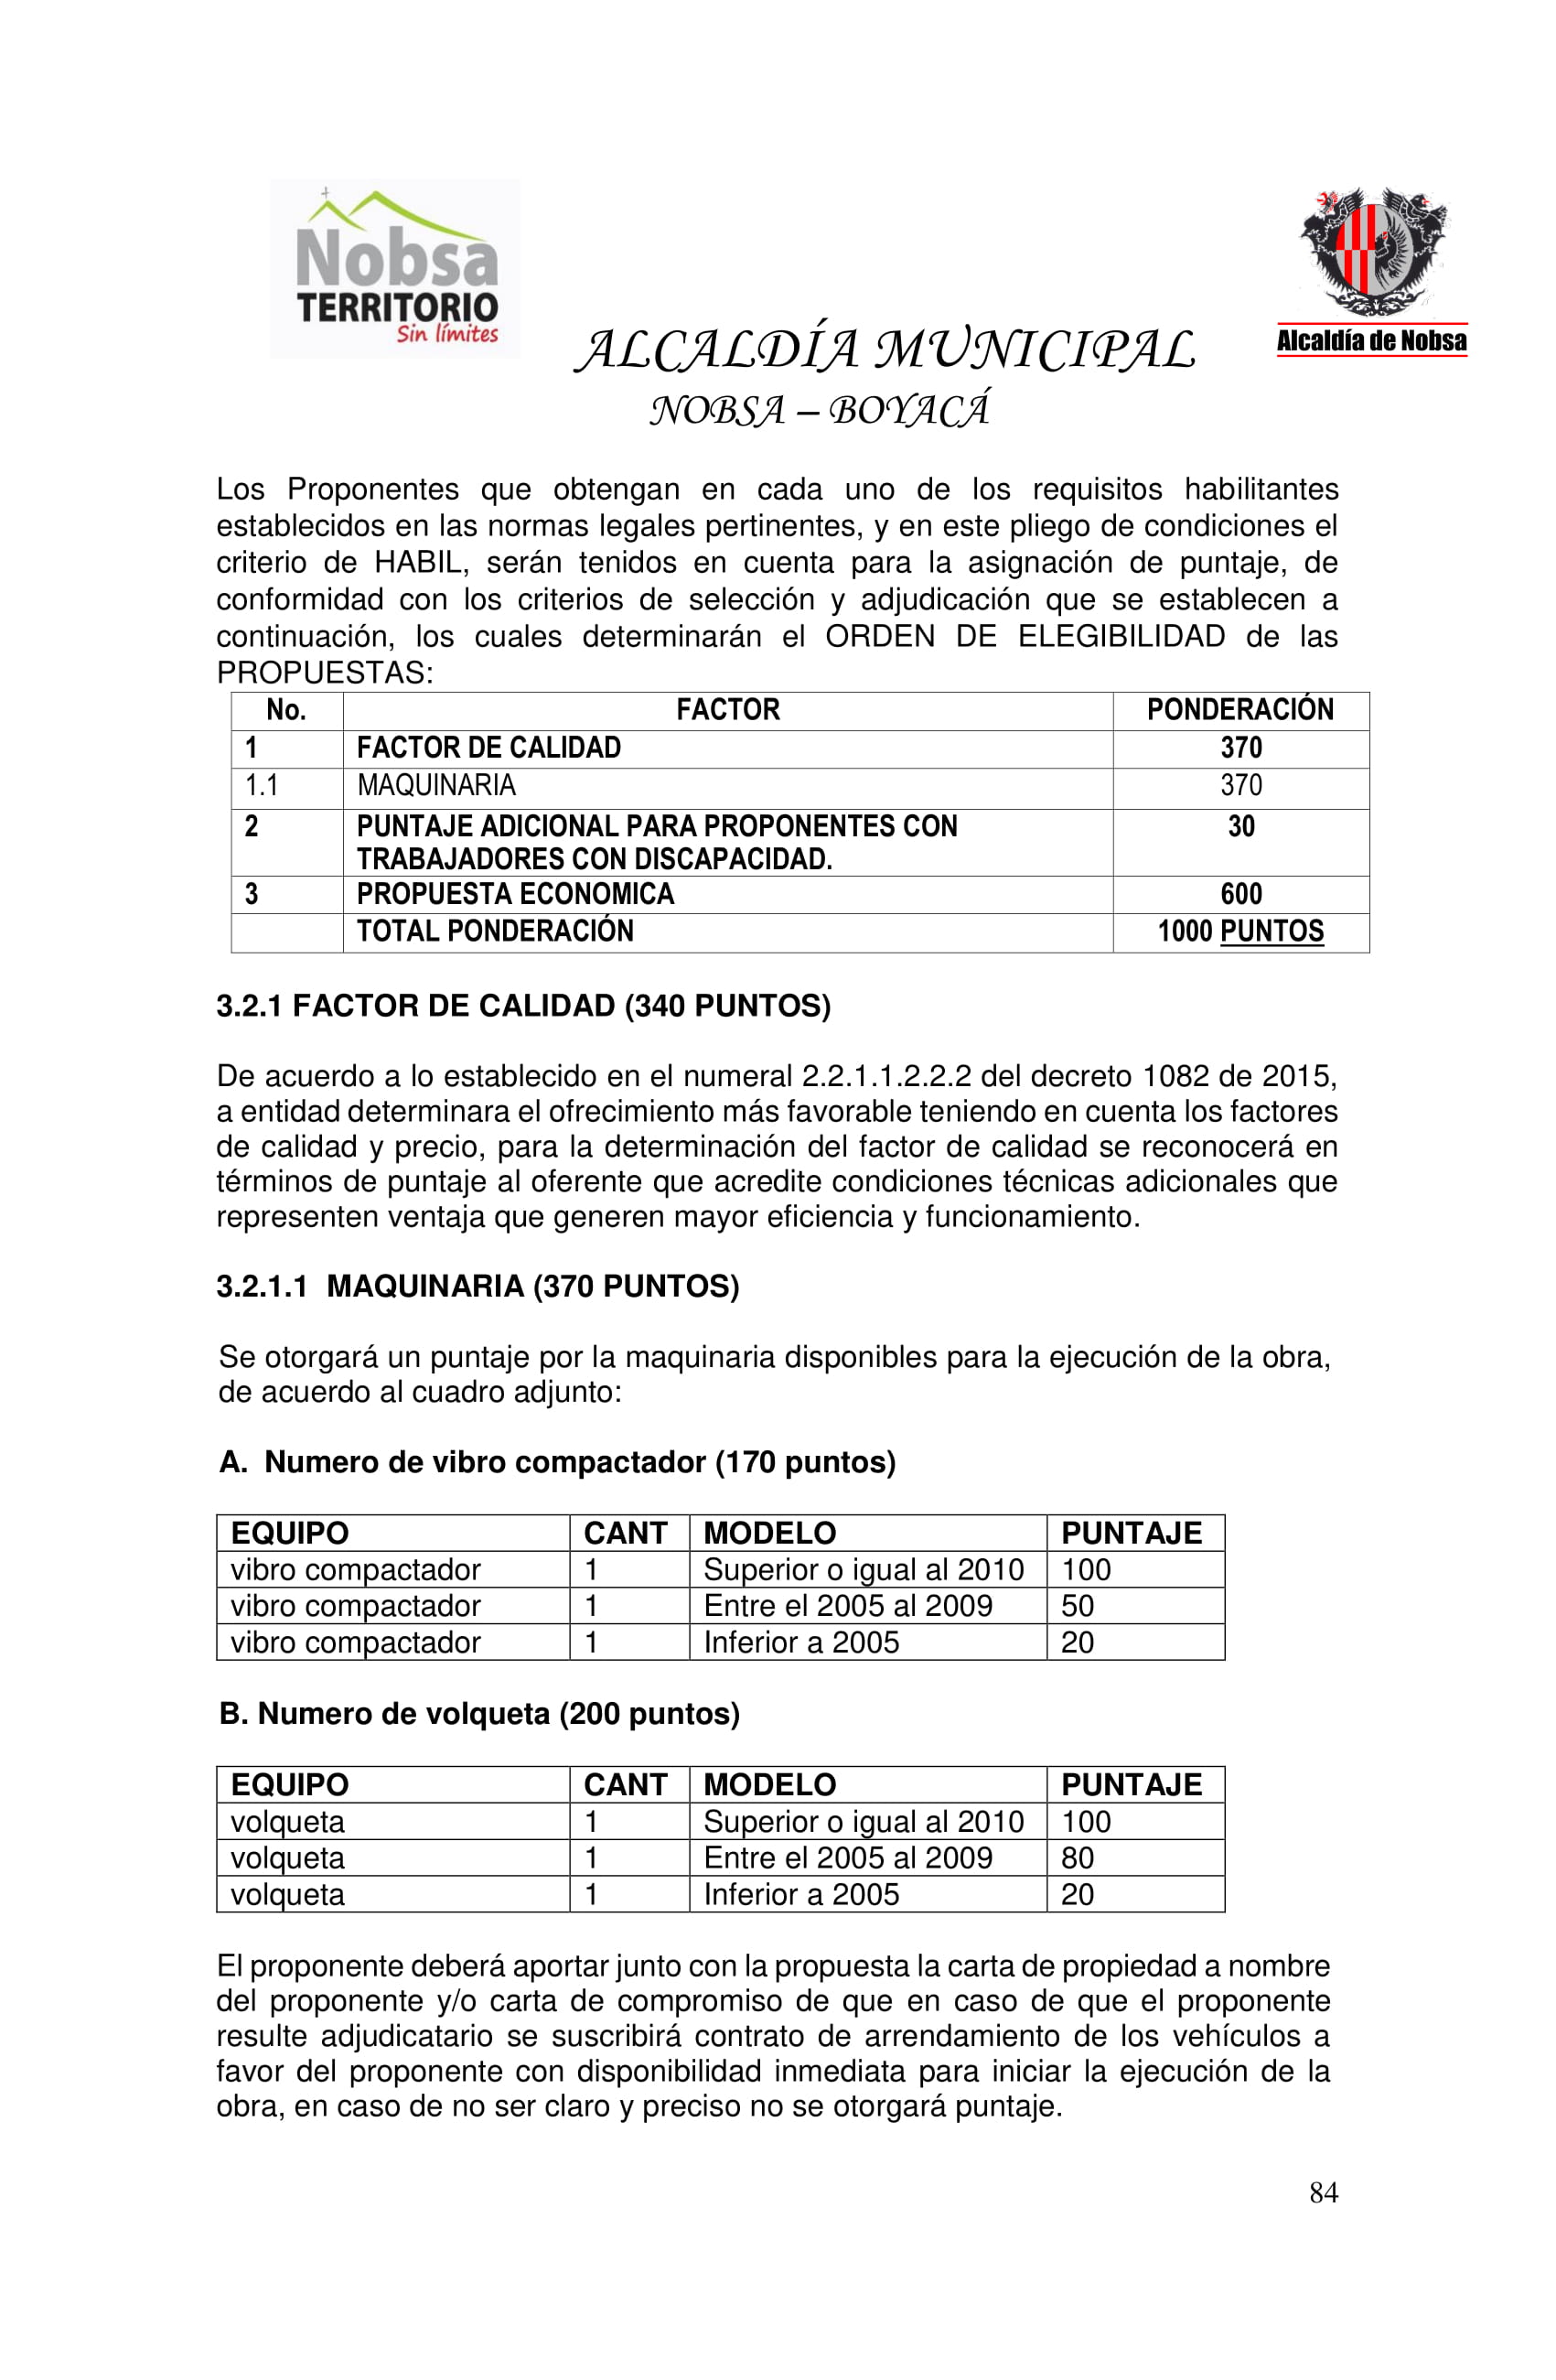 Nobsa
TERRITORIO
Sin límites
Alcaldía de Nobsa
ALCALDÍA MUNICIPAL
NOBSA – BOYACÁ
Los Proponentes que obtengan en cada uno de los requisitos habilitantes
establecidos en las normas legales pertinentes, y en este pliego de condiciones el
criterio de HABIL, serán tenidos en cuenta para la asignación de puntaje, de
conformidad con los criterios de selección y adjudicación que se establecen a
continuación, los cuales determinarán el ORDEN DE ELEGIBILIDAD de las
PROPUESTAS:
No. FACTOR PONDERACIÓN
1 FACTOR DE CALIDAD 370
1.1 MAQUINARIA 370
2 PUNTAJE ADICIONAL PARA PROPONENTES CON 30
TRABAJADORES CON DISCAPACIDAD.
3 PROPUESTA ECONOMICA 600
TOTAL PONDERACIÓN 1000 PUNTOS
3.2.1 FACTOR DE CALIDAD (340 PUNTOS)
De acuerdo a lo establecido en el numeral 2.2.1.1.2.2.2 del decreto 1082 de 2015,
a entidad determinara el ofrecimiento más favorable teniendo en cuenta los factores
de calidad y precio, para la determinación del factor de calidad se reconocerá en
términos de puntaje al oferente que acredite condiciones técnicas adicionales que
representen ventaja que generen mayor eficiencia y funcionamiento.
3.2.1.1 MAQUINARIA (370 PUNTOS)
Se otorgará un puntaje por la maquinaria disponibles para la ejecución de la obra,
de acuerdo al cuadro adjunto:
A. Numero de vibro compactador (170 puntos)
EQUIPO CANT MODELO PUNTAJE
vibro compactador 1 Superior o igual al 2010 100
vibro compactador 1 Entre el 2005 al 2009 50
vibro compactador 1 Inferior a 2005 20
B. Numero de volqueta (200 puntos)
EQUIPO CANT MODELO PUNTAJE
volqueta 1 Superior o igual al 2010 100
volqueta 1 Entre el 2005 al 2009 80
volqueta 1 Inferior a 2005 20
El proponente deberá aportar junto con la propuesta la carta de propiedad a nombre
del proponente y/o carta de compromiso de que en caso de que el proponente
resulte adjudicatario se suscribirá contrato de arrendamiento de los vehículos a
favor del proponente con disponibilidad inmediata para iniciar la ejecución de la
obra, en caso de no ser claro y preciso no se otorgará puntaje.
84